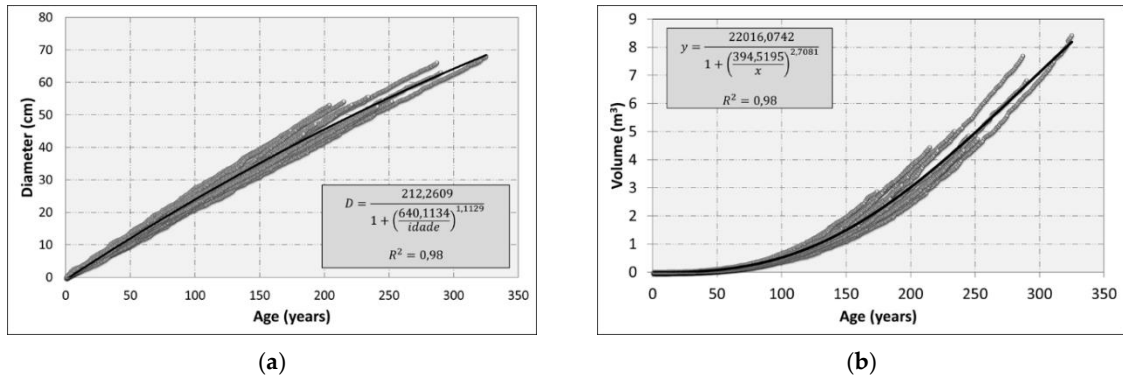 80
70
60
50
40
30
20
10
0
Diameter (cm)
D = 212,2609 / 1 + (640,1134 / idade)^1,1129
R² = 0,98
0 50 100 150 200 250 300 350
Age (years)
(a)
9
8
7
6
5
4
3
2
1
0
Volume (m³)
y = 22016,0742 / 1 + (394,5195 / x)^2,7081
R² = 0,98
0 50 100 150 200 250 300 350
Age (years)
(b)